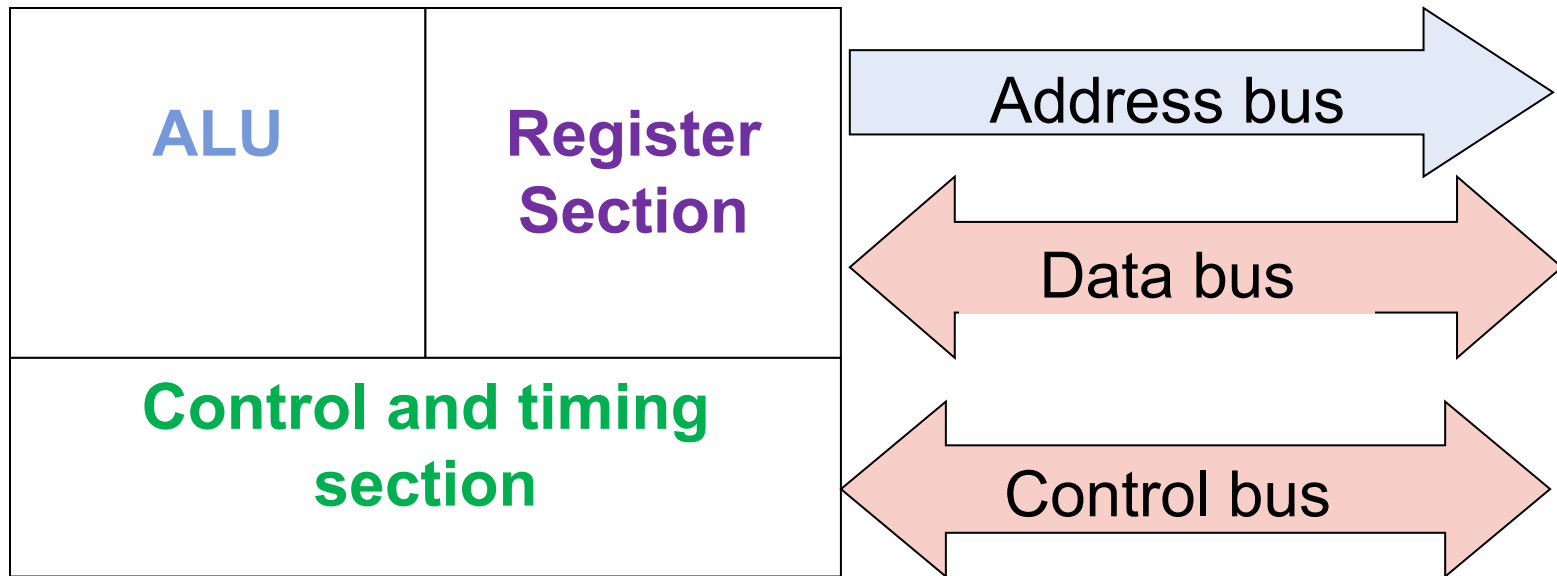 ALU
Register
Section
Control and timing
section
Address bus
Data bus
Control bus